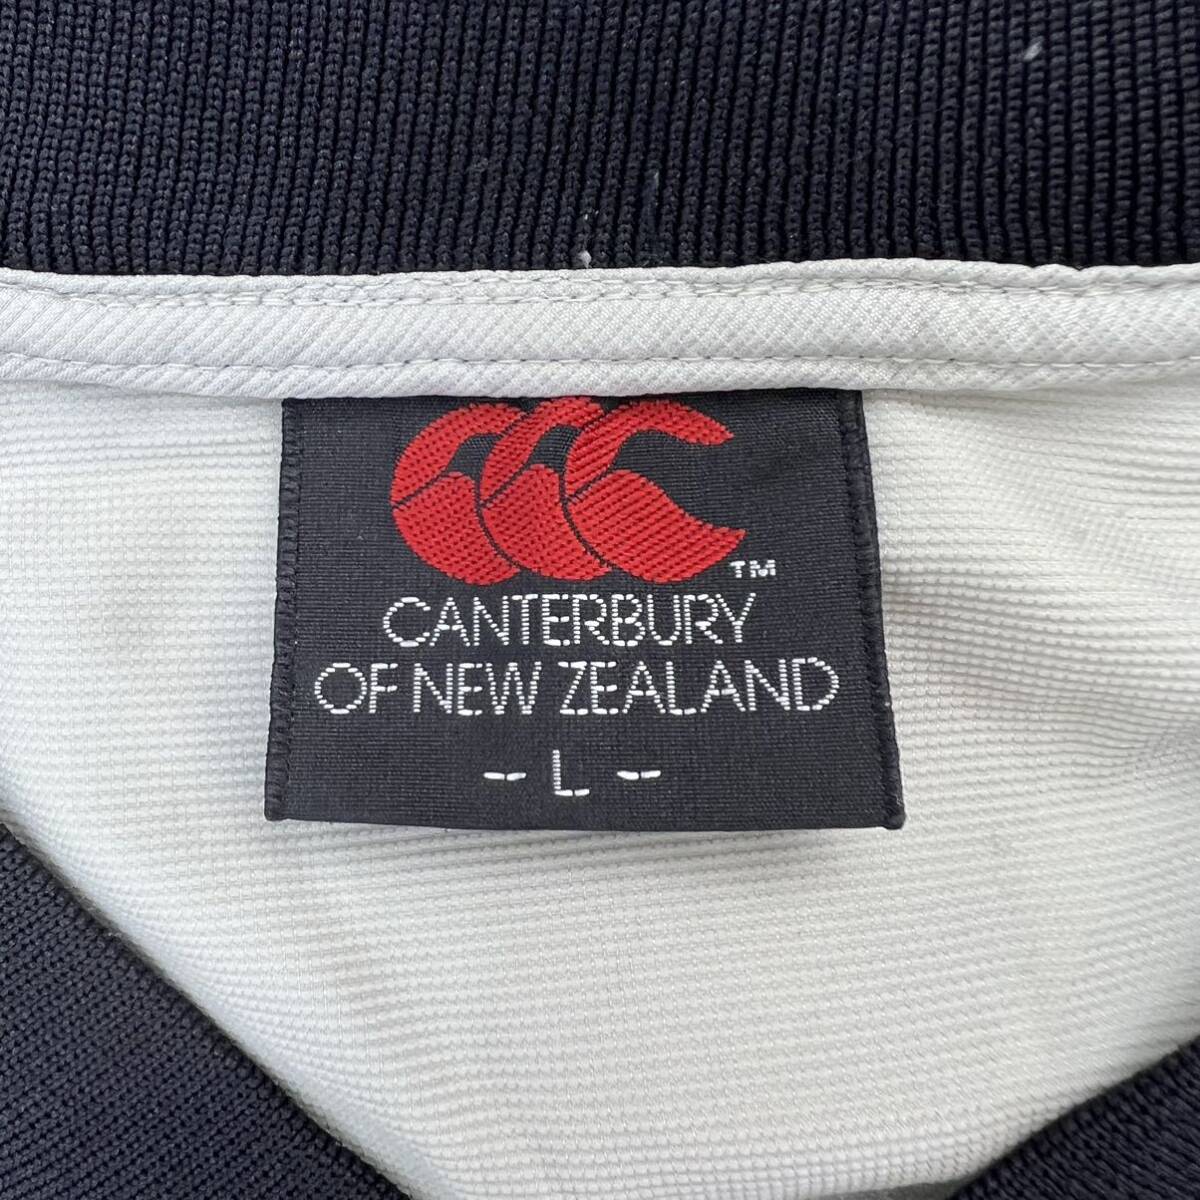 TM
CANTERBURY
OF NEW ZEALAND
- L -